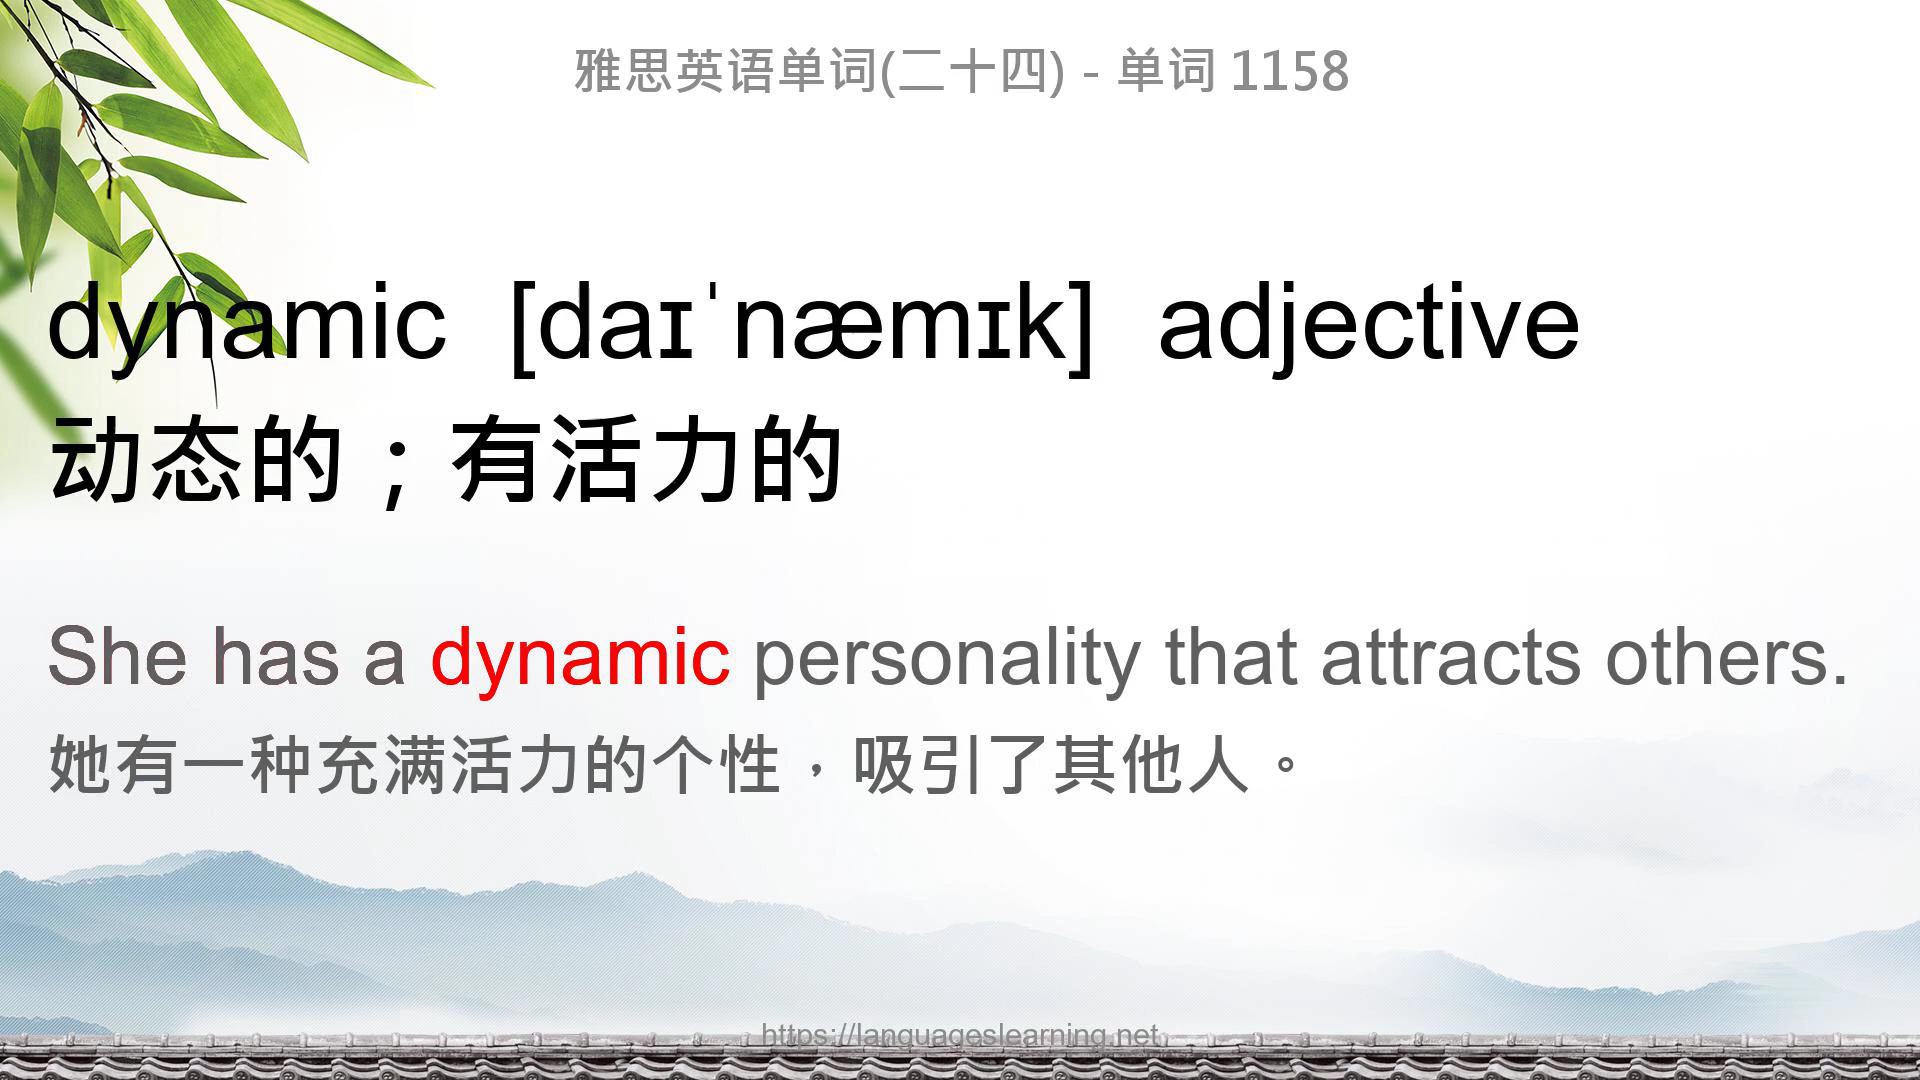 雅思英语单词(二十四) - 单词 1158
dynamic [daɪˈnæmɪk] adjective
动态的；有活力的
She has a dynamic personality that attracts others.
她有一种充满活力的个性，吸引了其他人。
https://languageslearning.net